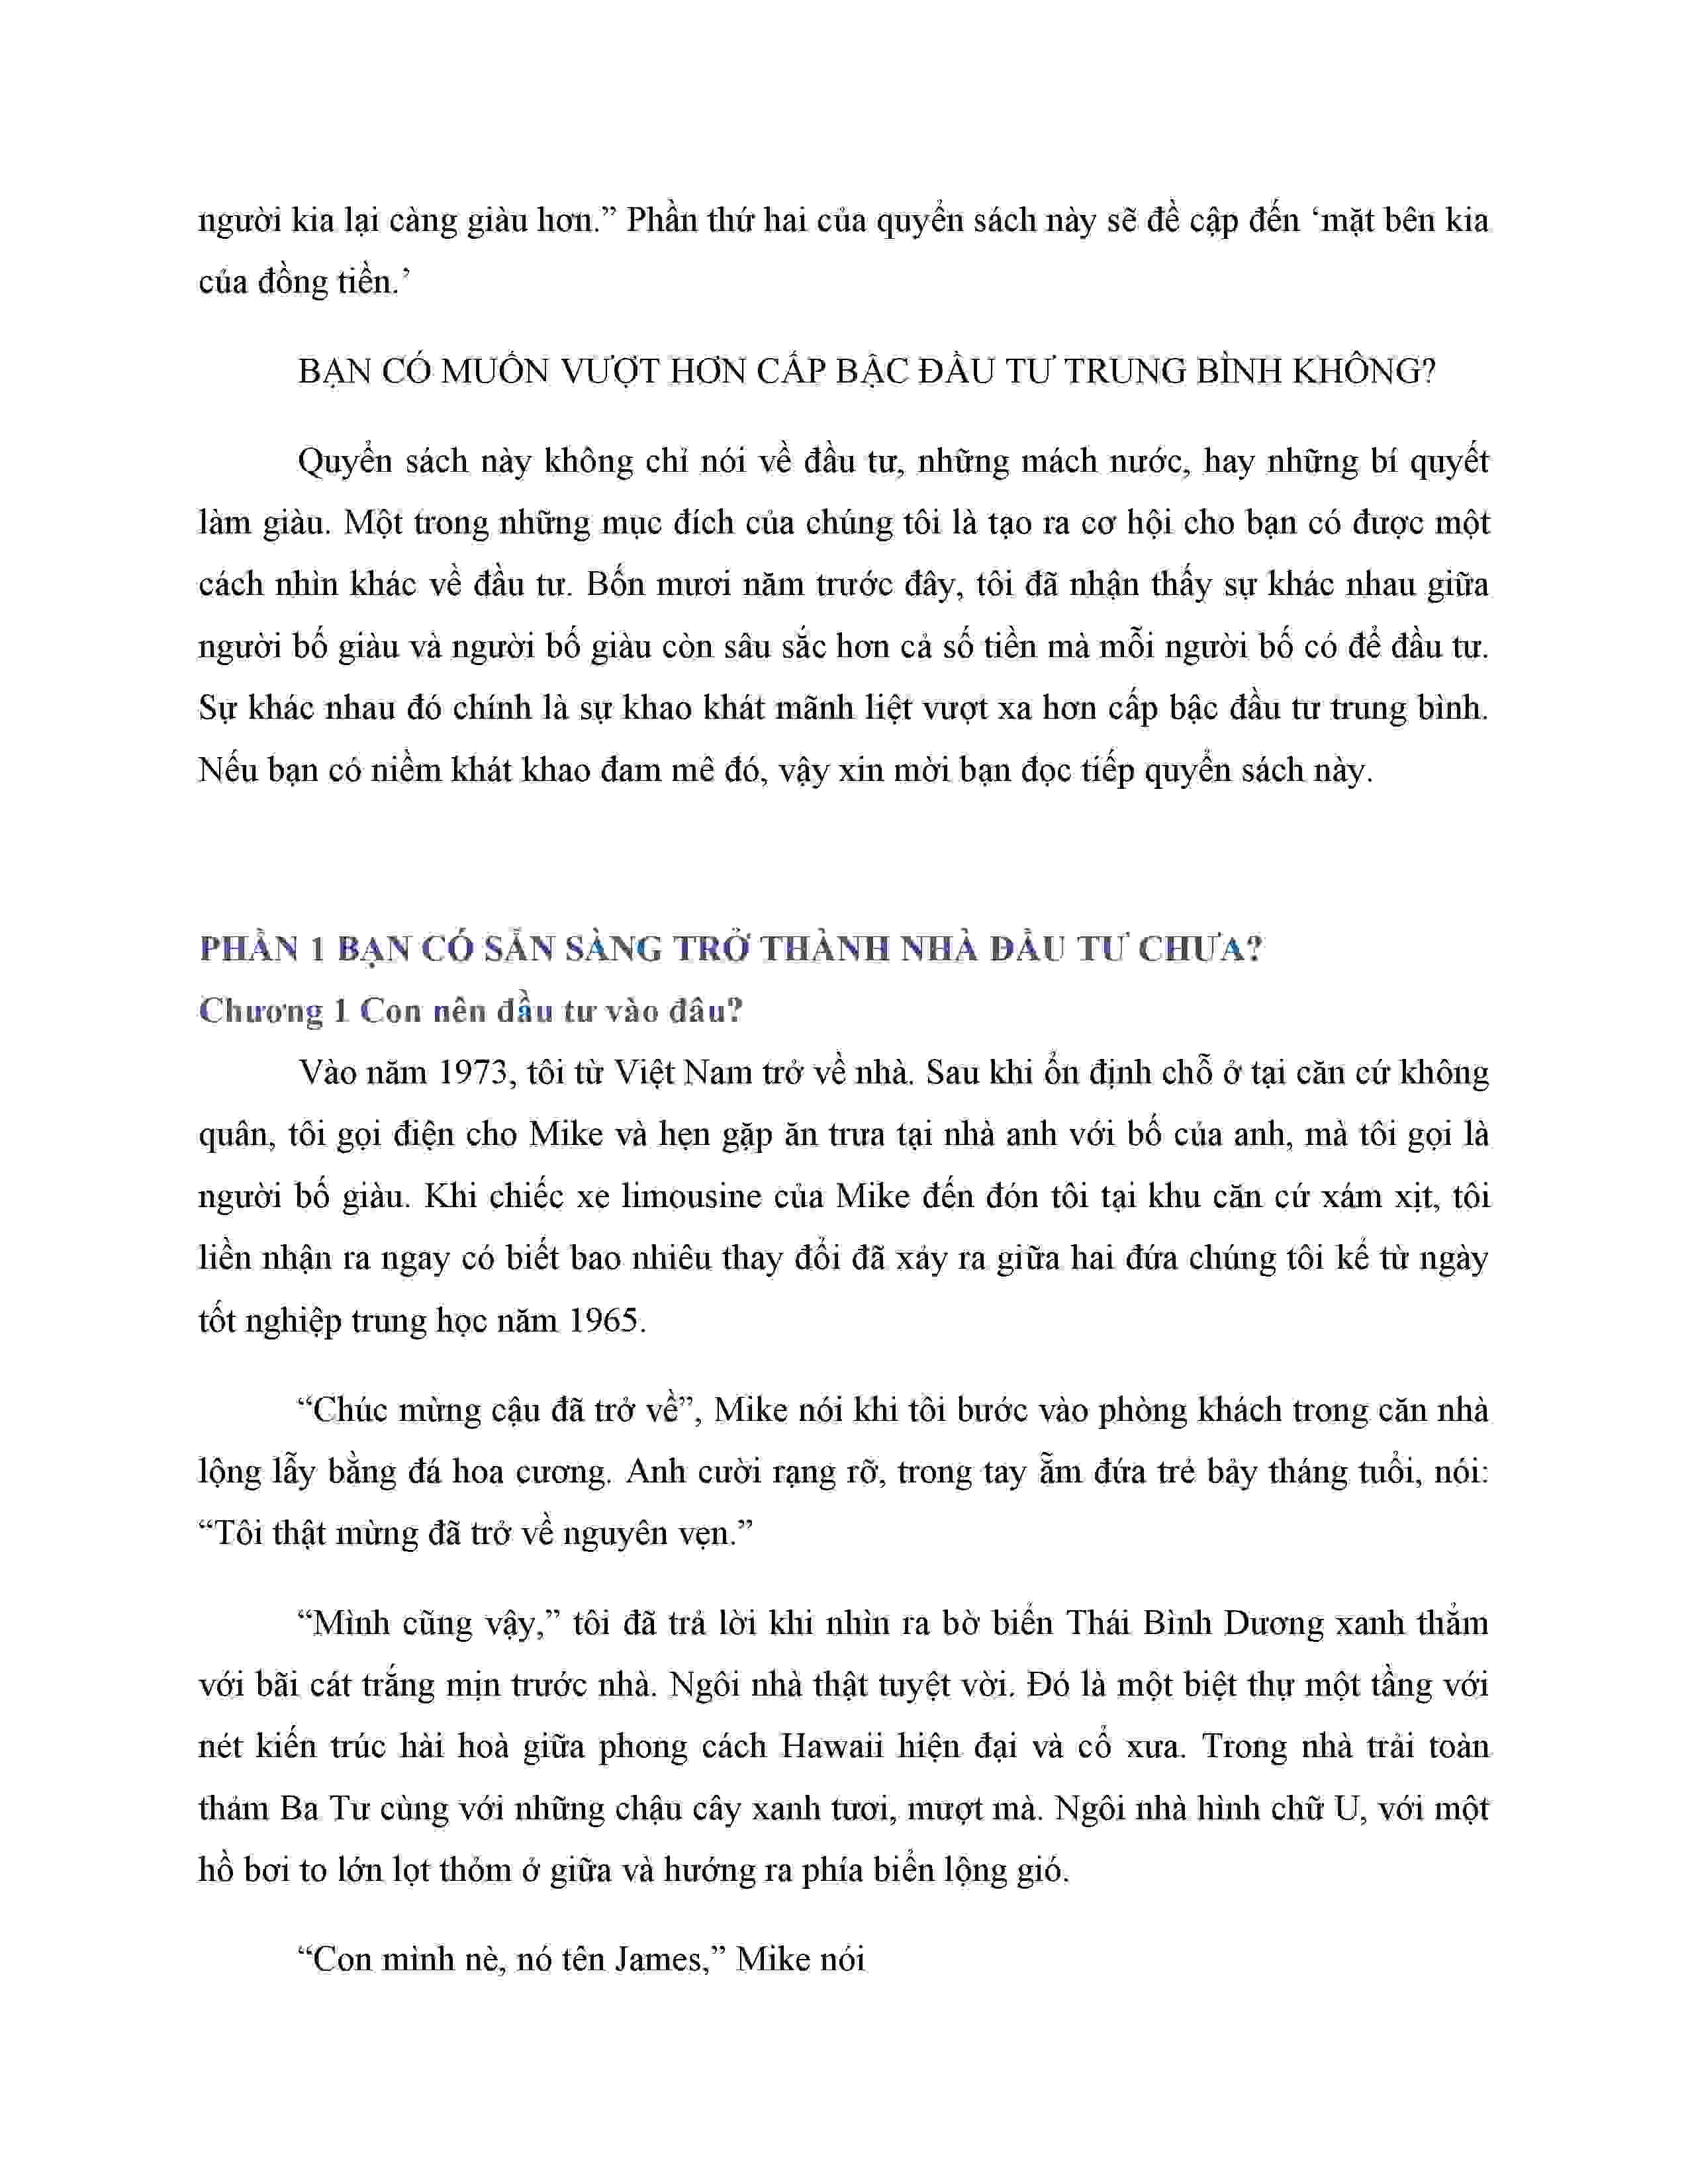 người kia lại càng giàu hơn.” Phần thứ hai của quyển sách này sẽ đề cập đến ‘mặt bên kia
của đồng tiền.’
BẠN CÓ MUỐN VƯỢT HƠN CẤP BẬC ĐẦU TƯ TRUNG BÌNH KHÔNG?
Quyển sách này không chỉ nói về đầu tư, những mách nước, hay những bí quyết
làm giàu. Một trong những mục đích của chúng tôi là tạo ra cơ hội cho bạn có được một
cách nhìn khác về đầu tư. Bốn mươi năm trước đây, tôi đã nhận thấy sự khác nhau giữa
người bố giàu và người bố giàu còn sâu sắc hơn cả số tiền mà mỗi người bố có để đầu tư.
Sự khác nhau đó chính là sự khao khát mãnh liệt vượt xa hơn cấp bậc đầu tư trung bình.
Nếu bạn có niềm khát khao đam mê đó, vậy xin mời bạn đọc tiếp quyển sách này.
PHẦN 1 BẠN CÓ SẴN SÀNG TRỞ THÀNH NHÀ ĐẦU TƯ CHƯA?
Chương 1 Con nên đầu tư vào đâu?
Vào năm 1973, tôi từ Việt Nam trở về nhà. Sau khi ổn định chỗ ở tại căn cứ không
quân, tôi gọi điện cho Mike và hẹn gặp ăn trưa tại nhà anh với bố của anh, mà tôi gọi là
người bố giàu. Khi chiếc xe limousine của Mike đến đón tôi tại khu căn cứ xám xịt, tôi
liền nhận ra ngay có biết bao nhiêu thay đổi đã xảy ra giữa hai đứa chúng tôi kể từ ngày
tốt nghiệp trung học năm 1965.
“Chúc mừng cậu đã trở về”, Mike nói khi tôi bước vào phòng khách trong căn nhà
lộng lẫy bằng đá hoa cương. Anh cười rạng rỡ, trong tay ẵm đứa trẻ bảy tháng tuổi, nói:
“Tôi thật mừng đã trở về nguyên vẹn.”
“Mình cũng vậy,” tôi đã trả lời khi nhìn ra bờ biển Thái Bình Dương xanh thẳm
với bãi cát trắng mịn trước nhà. Ngôi nhà thật tuyệt vời. Đó là một biệt thự một tầng với
nét kiến trúc hài hoà giữa phong cách Hawaii hiện đại và cổ xưa. Trong nhà trải toàn
thảm Ba Tư cùng với những chậu cây xanh tươi, mượt mà. Ngôi nhà hình chữ U, với một
hồ bơi to lớn lọt thỏm ở giữa và hướng ra phía biển lộng gió.
“Con mình nè, nó tên James,” Mike nói